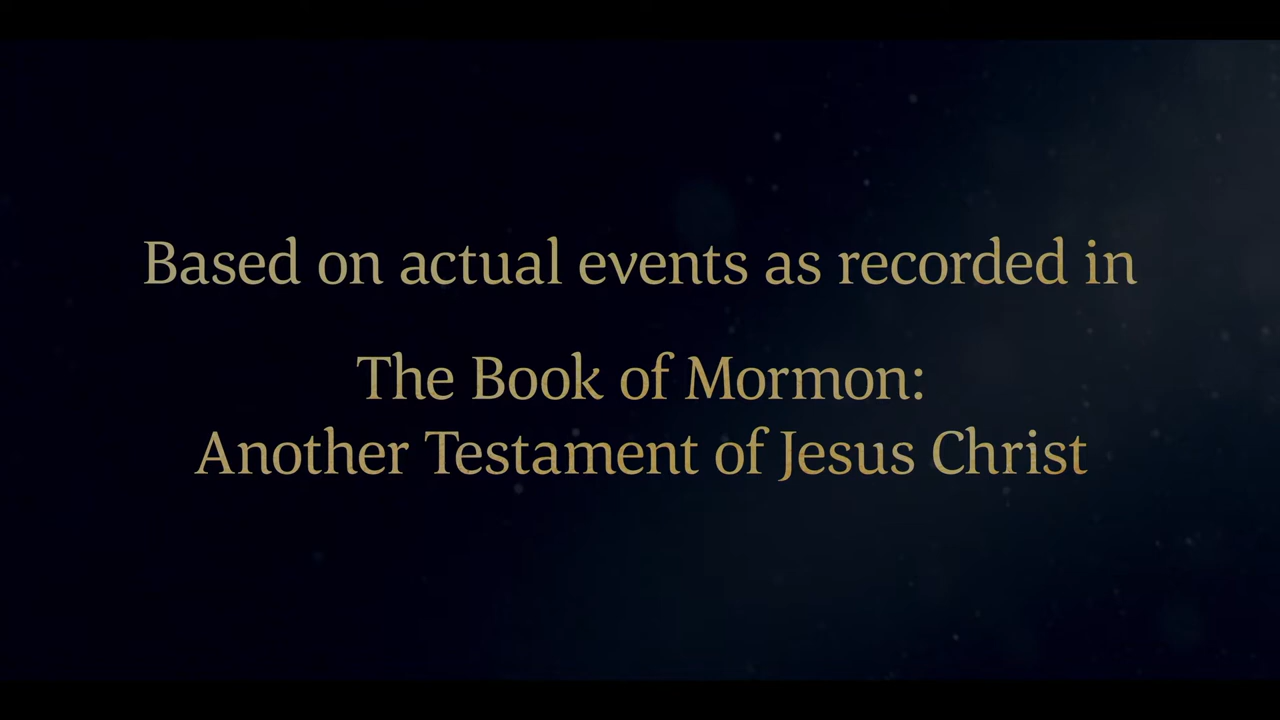 Based on actual events as recorded in
The Book of Mormon:
Another Testament of Jesus Christ